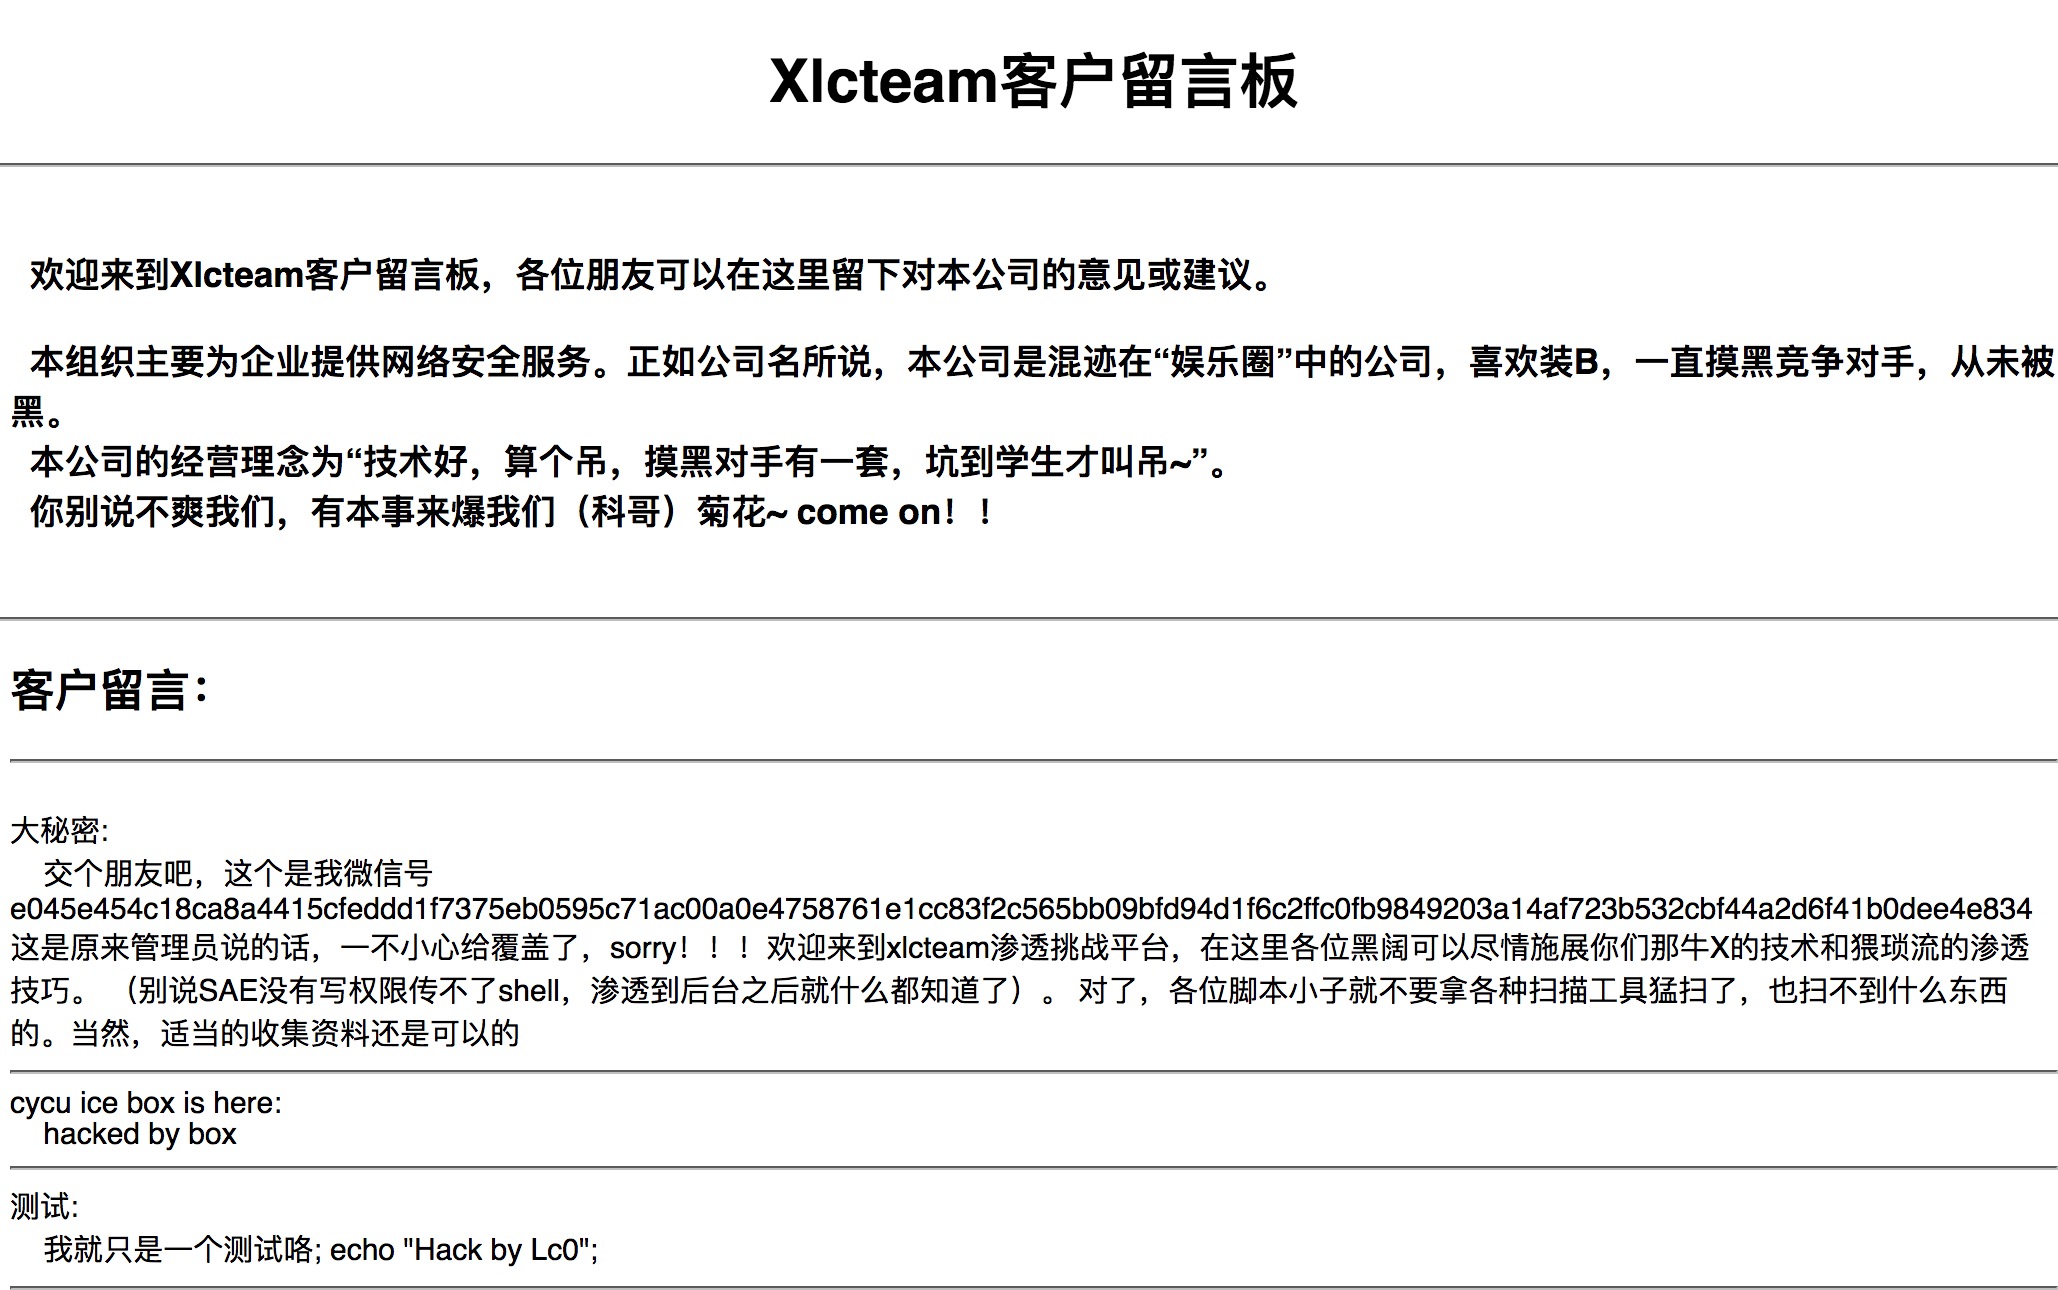 Xlcteam客户留言板
欢迎来到Xlcteam客户留言板，各位朋友可以在这里留下对本公司的意见或建议。
本组织主要为企业提供网络安全服务。正如公司名所说，本公司是混迹在“娱乐圈”中的公司，喜欢装B，一直摸黑竞争对手，从未被
黑。
本公司的经营理念为“技术好，算个吊，摸黑对手有一套，坑到学生才叫吊~”。
你别说不爽我们，有本事来爆我们（科哥）菊花~ come on！！
客户留言：
大秘密:
交个朋友吧，这个是我微信号
e045e454c18ca8a4415cfeddd1f7375eb0595c71ac00a0e4758761e1cc83f2c565bb09bfd94d1f6c2ffc0fb9849203a14af723b532cbf44a2d6f41b0dee4e834
这是原来管理员说的话，一不小心给覆盖了，sorry！！！欢迎来到xlcteam渗透挑战平台，在这里各位黑阔可以尽情施展你们那牛X的技术和猥琐流的渗透
技巧。 （别说SAE没有写权限传不了shell，渗透到后台之后就什么都知道了）。 对了，各位脚本小子就不要拿各种扫描工具猛扫了，也扫不到什么东西
的。当然，适当的收集资料还是可以的
cycu ice box is here:
hacked by box
测试:
我就只是一个测试咯; echo "Hack by Lc0";